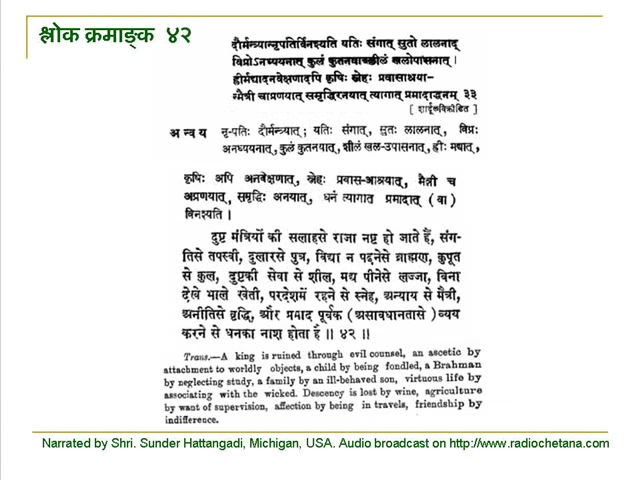 श्लोक क्रमाङ्क ४२
दौर्मन्त्र्यान्नृपतिर्विनश्यति यतिः संगात् सुतो लालनाद्
विप्रोऽनध्ययनात् कुलं कुतनयाच्छीलं खलोपासनात् ।
ह्रीर्मद्यादनवेक्षणादपि कृषिः स्नेहः प्रवासाश्रया-
न्मैत्री चाप्रणयात् समृद्धिरनयात् त्यागात् प्रमादाद्धनम् ३३
[ शार्दूलविक्रीडित ]
अन्वय नृ-पतिः दौर्मन्त्र्यात्; यतिः संगात्, सुतः लालनात्, विप्रः
अनध्ययनात्, कुलं कुतनयात्, शीलं खल-उपासनात्, ह्रीः मद्यात्,
कृषिः अपि अनवेक्षणात्, स्नेहः प्रवास-आश्रयात्, मैत्री च
अप्रणयात्, समृद्धिः अनयात्, धनं त्यागात् प्रमादात् (वा)
विनश्यति ।
दुष्ट मंत्रियों की सलाहसे राजा नष्ट हो जाते हैं, संग-
तिसे तपस्वी, दुलारसे पुत्र, विद्या न पढ़नेसे ब्राह्मण, कुपूत
से कुल, दुष्टकी सेवा से शील, मद्य पीनेसे लज्जा, बिना
देखे भाले खेती, परदेशमें रहने से स्नेह, अन्याय से मैत्री,
अनीतिसे वृद्धि, और प्रमाद पूर्वक (असावधानतासे) व्यय
करने से धनका नाश होता है ॥ ४२ ॥
Trans.—A king is ruined through evil counsel, an ascetic by
attachment to worldly objects, a child by being fondled, a Brahman
by neglecting study, a family by an ill-behaved son, virtuous life by
associating with the wicked. Descency is lost by wine, agriculture
by want of supervision, affection by being in travels, friendship by
indifference.
Narrated by Shri. Sunder Hattangadi, Michigan, USA. Audio broadcast on http://www.radiochetana.com